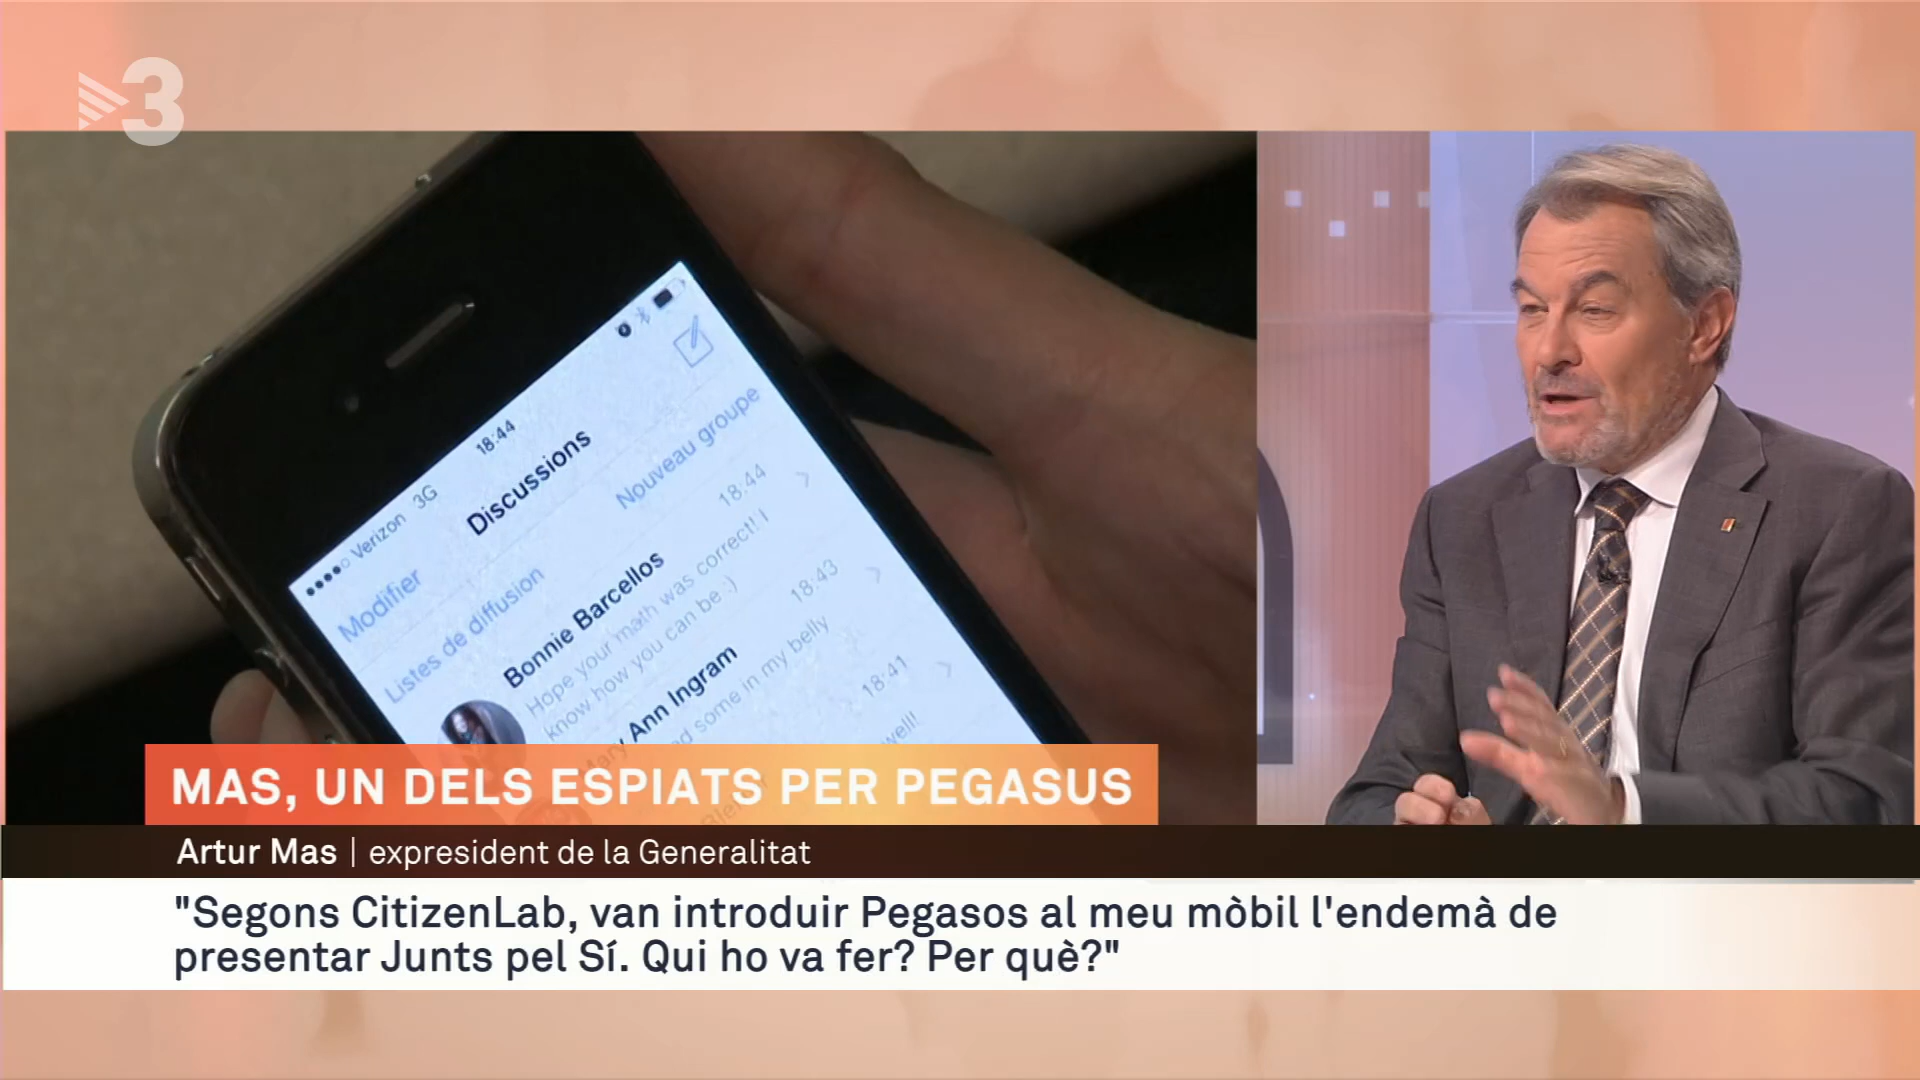 3
Verizon 3G
18:44
Modifier
Discussions
Listes de diffusion
Nouveau groupe
Bonnie Barcellos
18:44
Hope your math was correct! I
know how you can be :)
Mary Ann Ingram
18:43
some in my belly
18:41
well!
MAS, UN DELS ESPIATS PER PEGASUS
Artur Mas | expresident de la Generalitat
"Segons CitizenLab, van introduir Pegasos al meu mòbil l'endemà de
presentar Junts pel Sí. Qui ho va fer? Per què?"